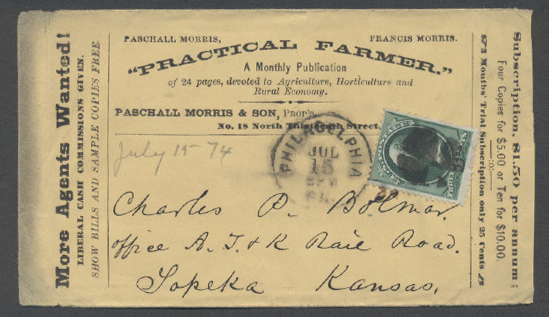 More Agents Wanted!
LIBERAL CASH COMMISSIONS GIVEN.
SHOW BILLS AND SAMPLE COPIES FREE.
PASCHALL MORRIS, FRANCIS MORRIS.
"PRACTICAL FARMER."
A Monthly Publication
of 24 pages, devoted to Agriculture, Horticulture and
Rural Economy.
PASCHALL MORRIS & SON, Prop's
No. 18 North Thirteenth Street,
PHILADELPHIA
JUL
15
July 15 74
Charles P. Bolmar.
office A. T. & K Rail Road.
Topeka Kansas.
Subscription, $1.50 per annum;
Four Copies for $5.00 or Ten for $10.00.
3 Months' Trial Subscription only 25 Cents.